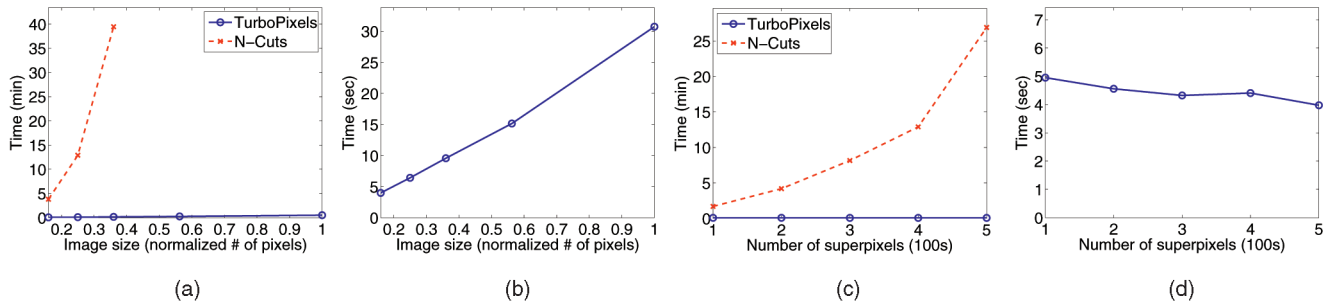 TurboPixels
N-Cuts
Time (min)
40
35
30
25
20
15
10
5
0
0.2 0.3 0.4 0.5 0.6 0.7 0.8 0.9 1
Image size (normalized # of pixels)
(a)
Time (sec)
30
25
20
15
10
5
0
0.2 0.3 0.4 0.5 0.6 0.7 0.8 0.9 1
Image size (normalized # of pixels)
(b)
TurboPixels
N-Cuts
Time (min)
25
20
15
10
5
0
1 2 3 4 5
Number of superpixels (100s)
(c)
Time (sec)
7
6
5
4
3
2
1
0
1 2 3 4 5
Number of superpixels (100s)
(d)